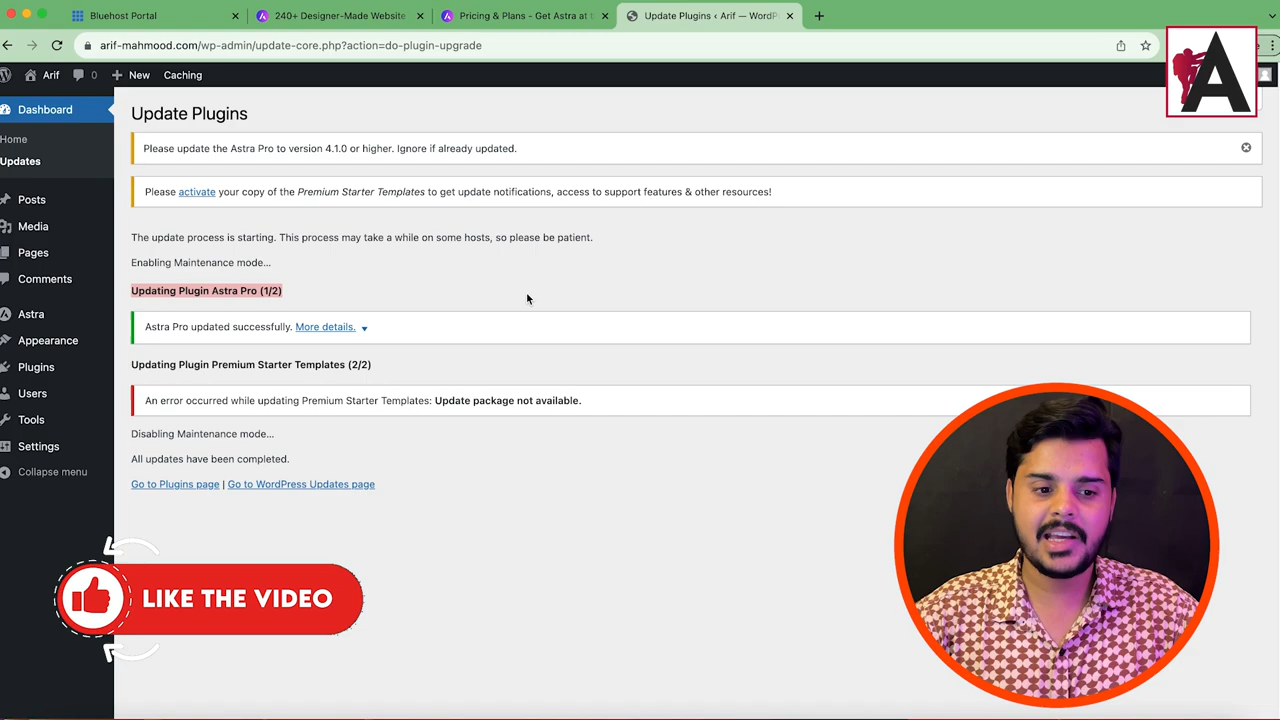 Bluehost Portal
240+ Designer-Made Website
Pricing & Plans - Get Astra at t
Update Plugins ‹ Arif — WordP
arif-mahmood.com/wp-admin/update-core.php?action=do-plugin-upgrade
Arif 0 New Caching
A
Dashboard
Home
Updates
Posts
Media
Pages
Comments
Astra
Appearance
Plugins
Users
Tools
Settings
Collapse menu
Update Plugins
Please update the Astra Pro to version 4.1.0 or higher. Ignore if already updated.
Please activate your copy of the Premium Starter Templates to get update notifications, access to support features & other resources!
The update process is starting. This process may take a while on some hosts, so please be patient.
Enabling Maintenance mode…
Updating Plugin Astra Pro (1/2)
Astra Pro updated successfully. More details.
Updating Plugin Premium Starter Templates (2/2)
An error occurred while updating Premium Starter Templates: Update package not available.
Disabling Maintenance mode…
All updates have been completed.
Go to Plugins page | Go to WordPress Updates page
LIKE THE VIDEO